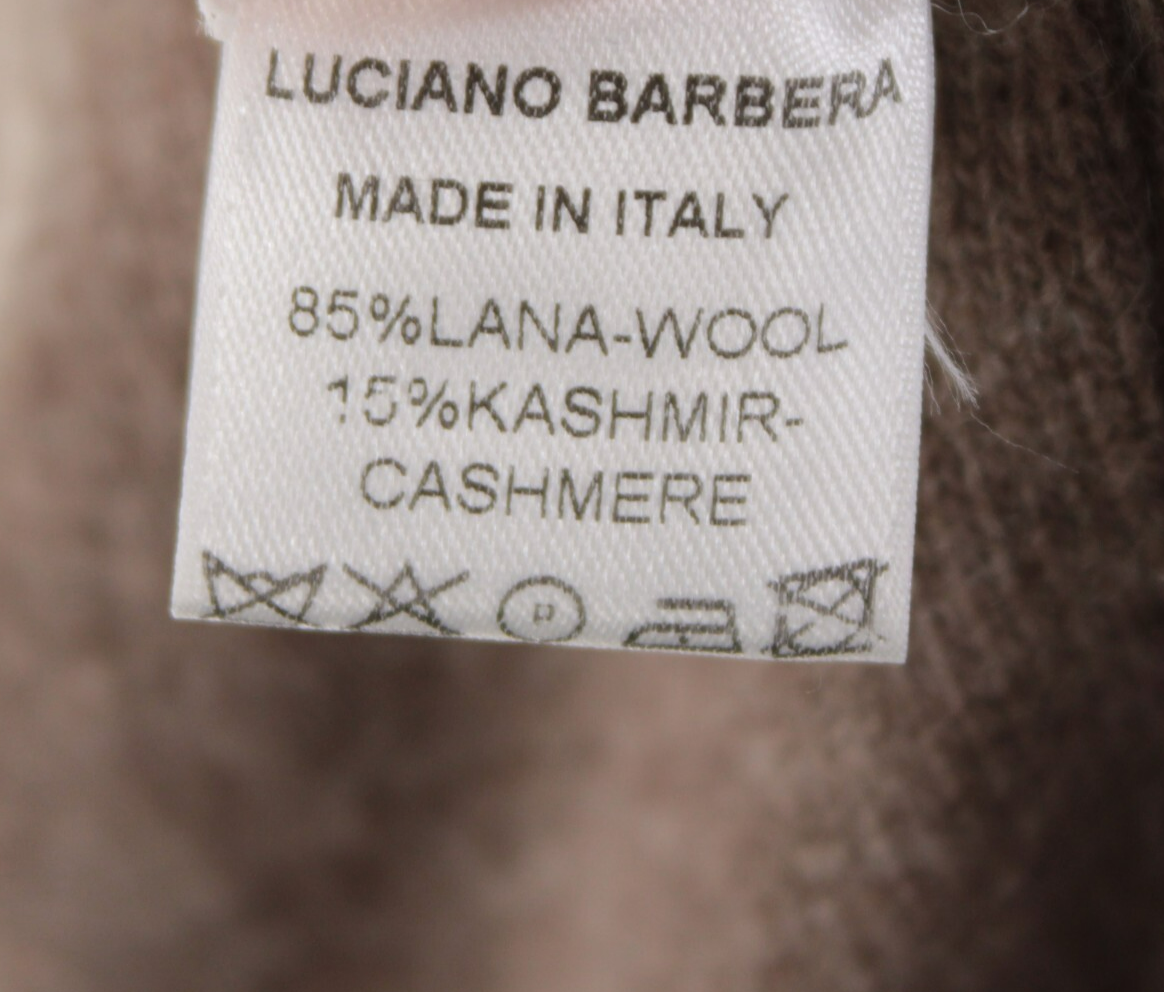 LUCIANO BARBERA
MADE IN ITALY
85%LANA-WOOL
15%KASHMIR-
CASHMERE
P